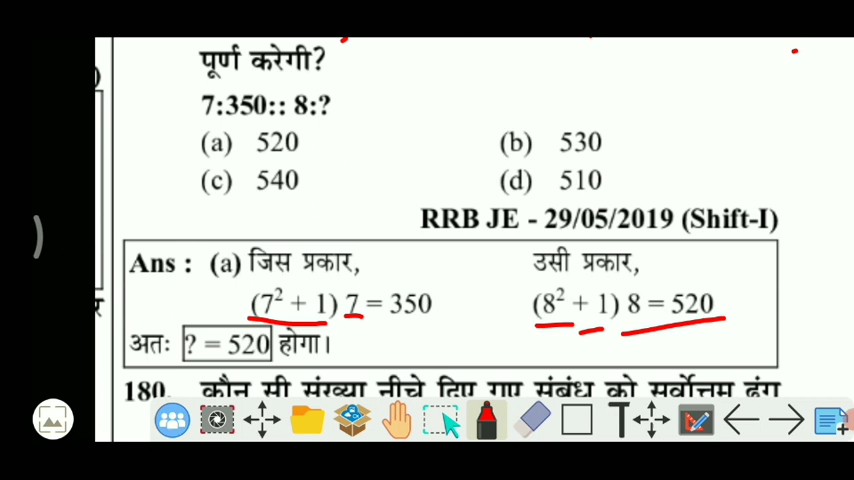 पूर्ण करेगी?
7:350:: 8:?
(a) 520 (b) 530
(c) 540 (d) 510
RRB JE - 29/05/2019 (Shift-I)
Ans : (a) जिस प्रकार, उसी प्रकार,
(7² + 1) 7 = 350 (8² + 1) 8 = 520
अतः ? = 520 होगा।
180. कौन सी संख्या नीचे दिए गए संबंध को सर्वोत्तम ढंग
T